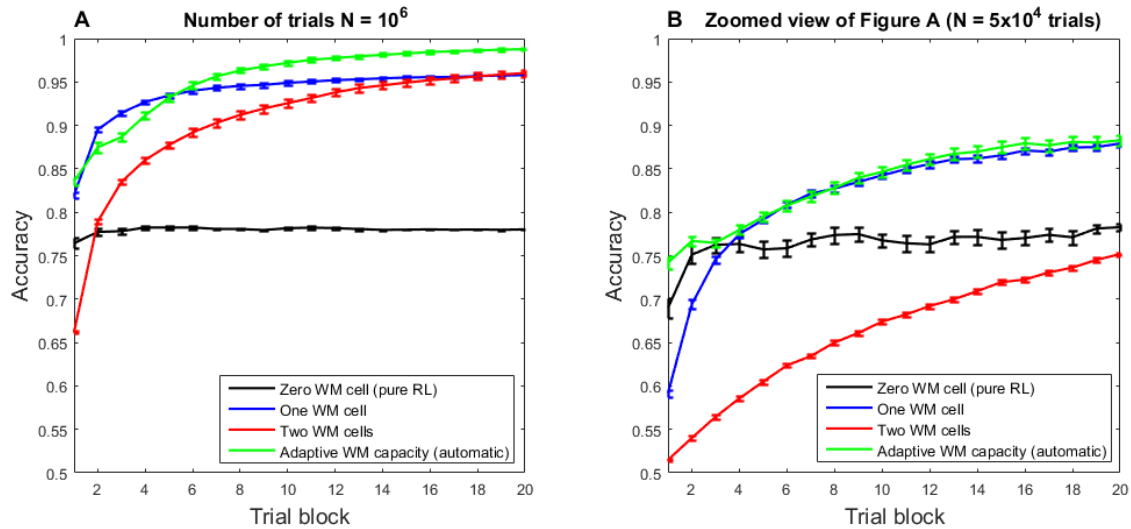 A
Number of trials N = 10⁶
Accuracy
1
0.95
0.9
0.85
0.8
0.75
0.7
0.65
0.6
0.55
0.5
Zero WM cell (pure RL)
One WM cell
Two WM cells
Adaptive WM capacity (automatic)
2 4 6 8 10 12 14 16 18 20
Trial block
B
Zoomed view of Figure A (N = 5x10⁴ trials)
Accuracy
1
0.95
0.9
0.85
0.8
0.75
0.7
0.65
0.6
0.55
0.5
Zero WM cell (pure RL)
One WM cell
Two WM cells
Adaptive WM capacity (automatic)
2 4 6 8 10 12 14 16 18 20
Trial block